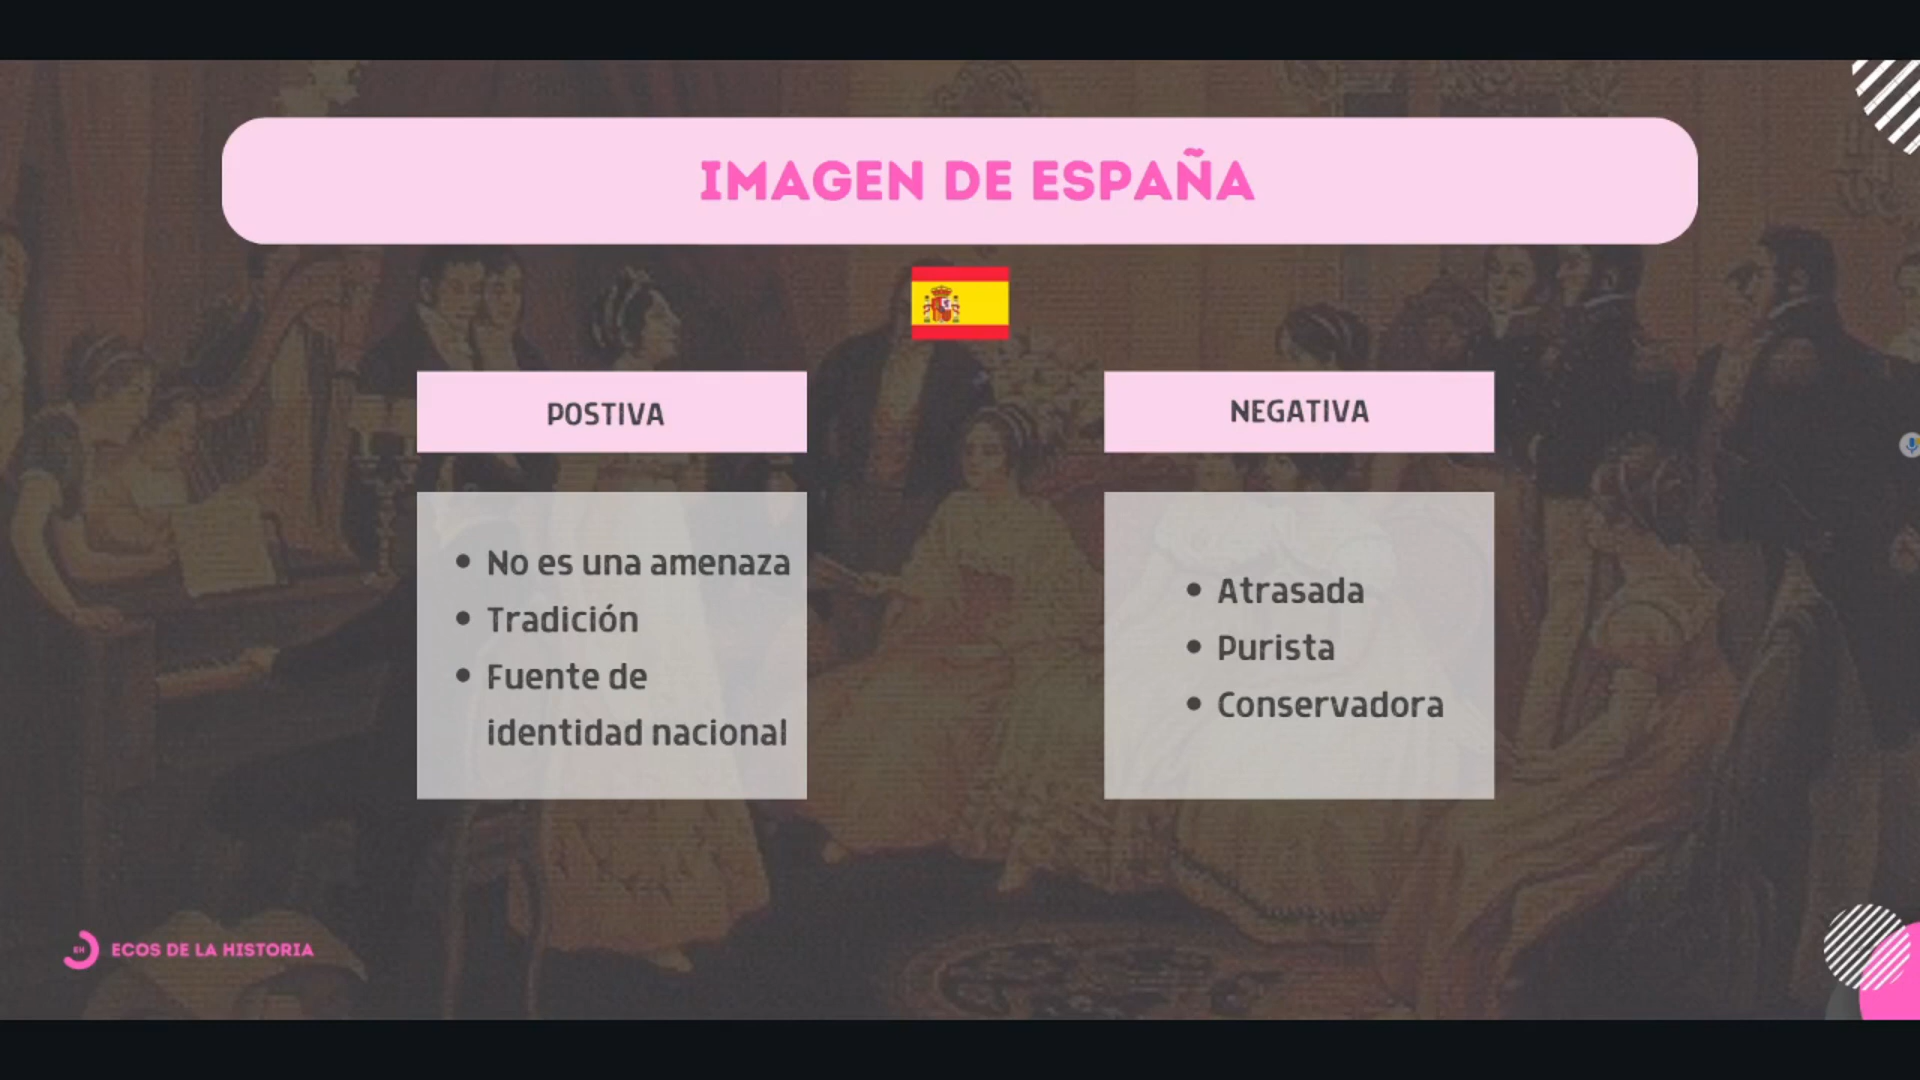 IMAGEN DE ESPAÑA
POSTIVA
No es una amenaza
Tradición
Fuente de
identidad nacional
NEGATIVA
Atrasada
Purista
Conservadora
EH ECOS DE LA HISTORIA